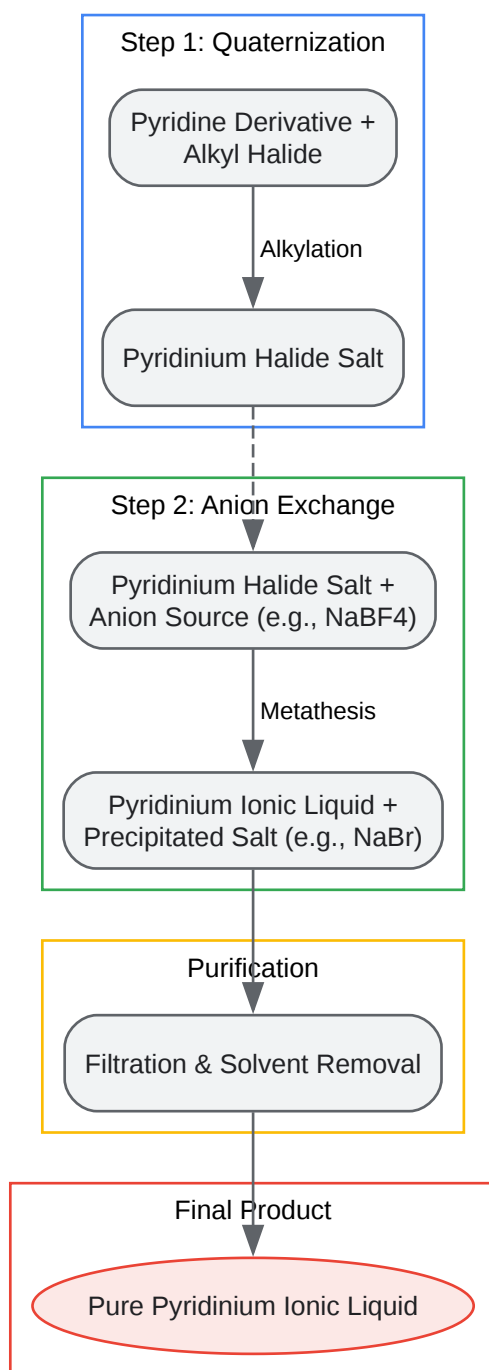 Step 1: Quaternization
Pyridine Derivative +
Alkyl Halide
Alkylation
Pyridinium Halide Salt
Step 2: Anion Exchange
Pyridinium Halide Salt +
Anion Source (e.g., NaBF4)
Metathesis
Pyridinium Ionic Liquid +
Precipitated Salt (e.g., NaBr)
Purification
Filtration & Solvent Removal
Final Product
Pure Pyridinium Ionic Liquid